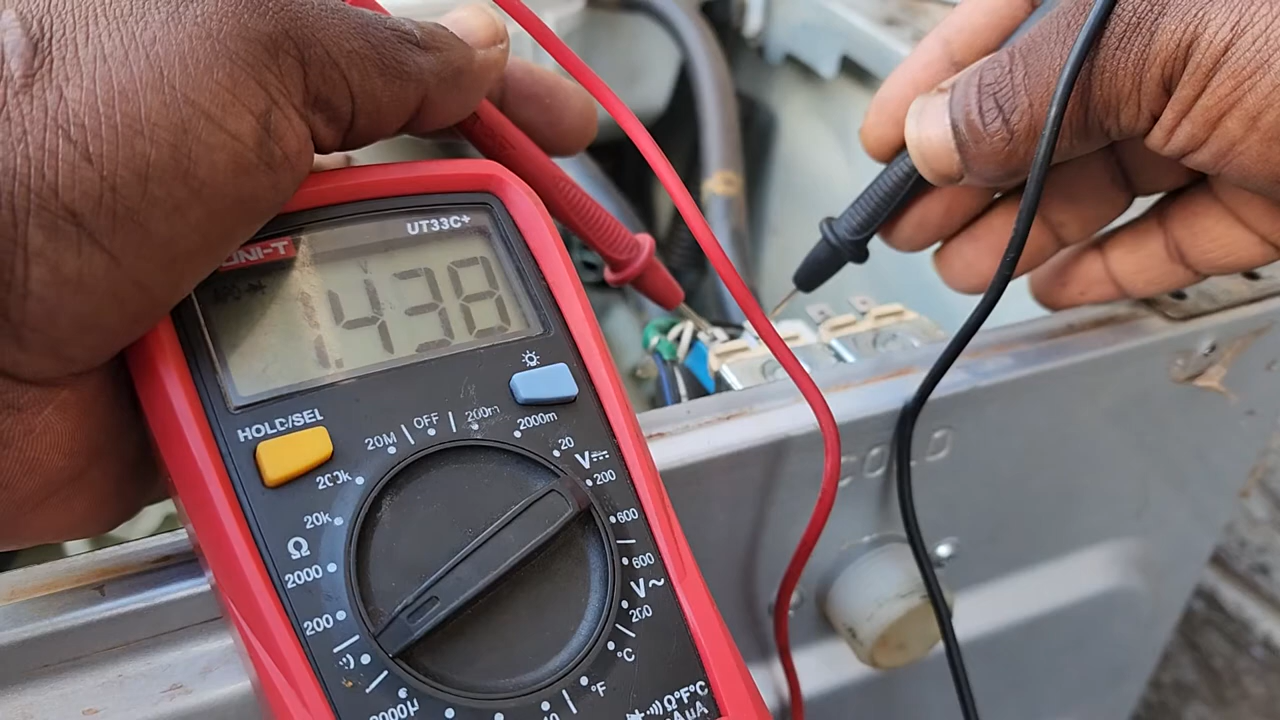 UNI-T
UT33C+
1.438
HOLD/SEL
OFF
200m
2000m
20M
20
V
200k
200
20k
600
Ω
600
2000
V~
200
200
°C
°F
2000µ
Ω°F°C